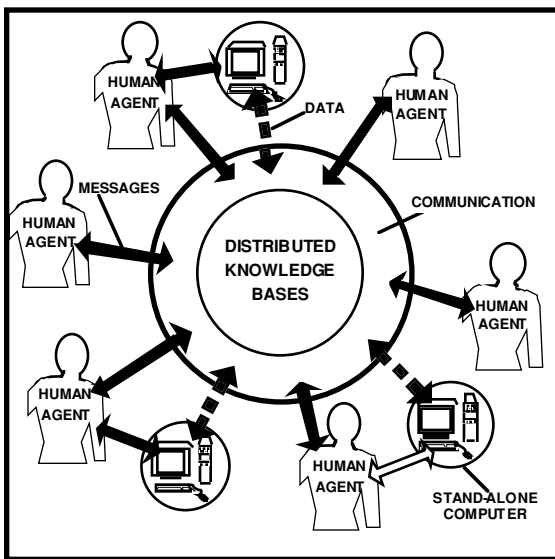 HUMAN
AGENT
DATA
HUMAN
AGENT
MESSAGES
COMMUNICATION
HUMAN
AGENT
DISTRIBUTED
KNOWLEDGE
BASES
HUMAN
AGENT
HUMAN
AGENT
HUMAN
AGENT
STAND-ALONE
COMPUTER